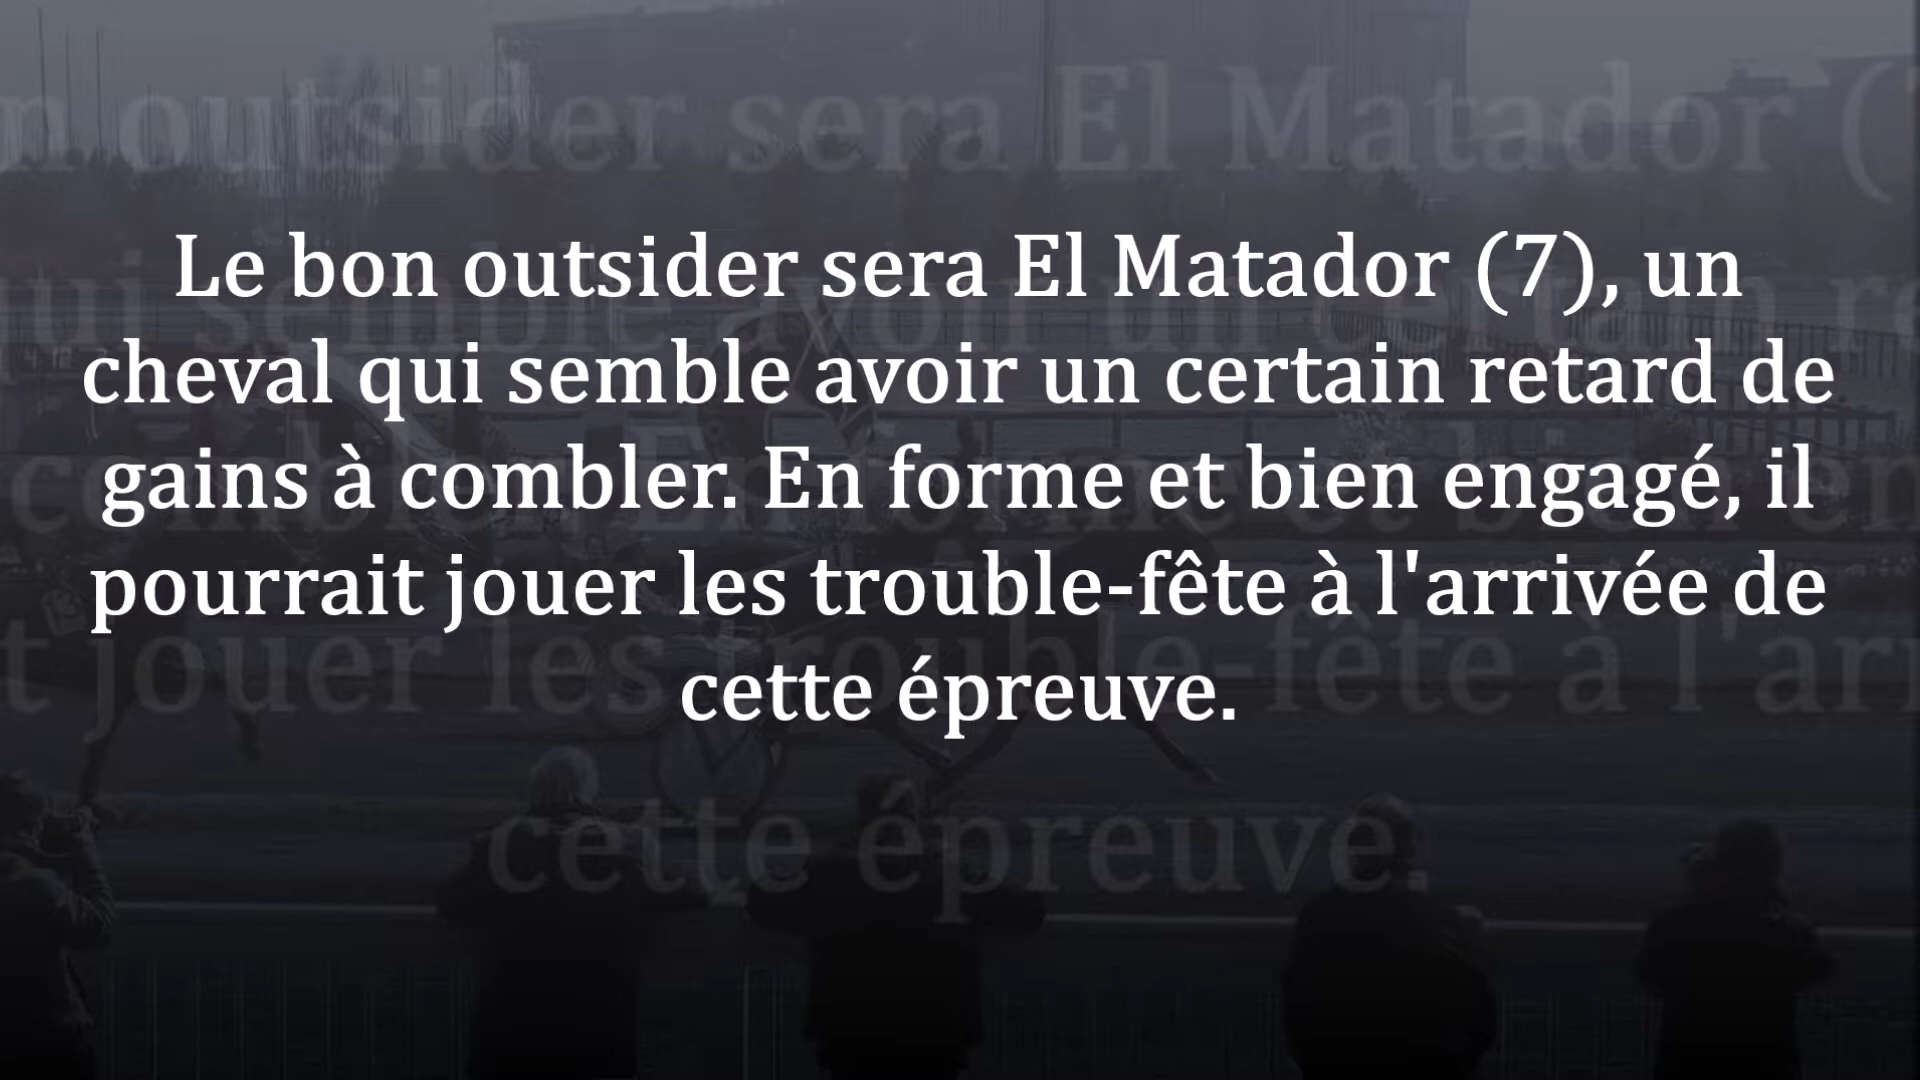 Le bon outsider sera El Matador (7), un
cheval qui semble avoir un certain retard de
gains à combler. En forme et bien engagé, il
pourrait jouer les trouble-fête à l'arrivée de
cette épreuve.